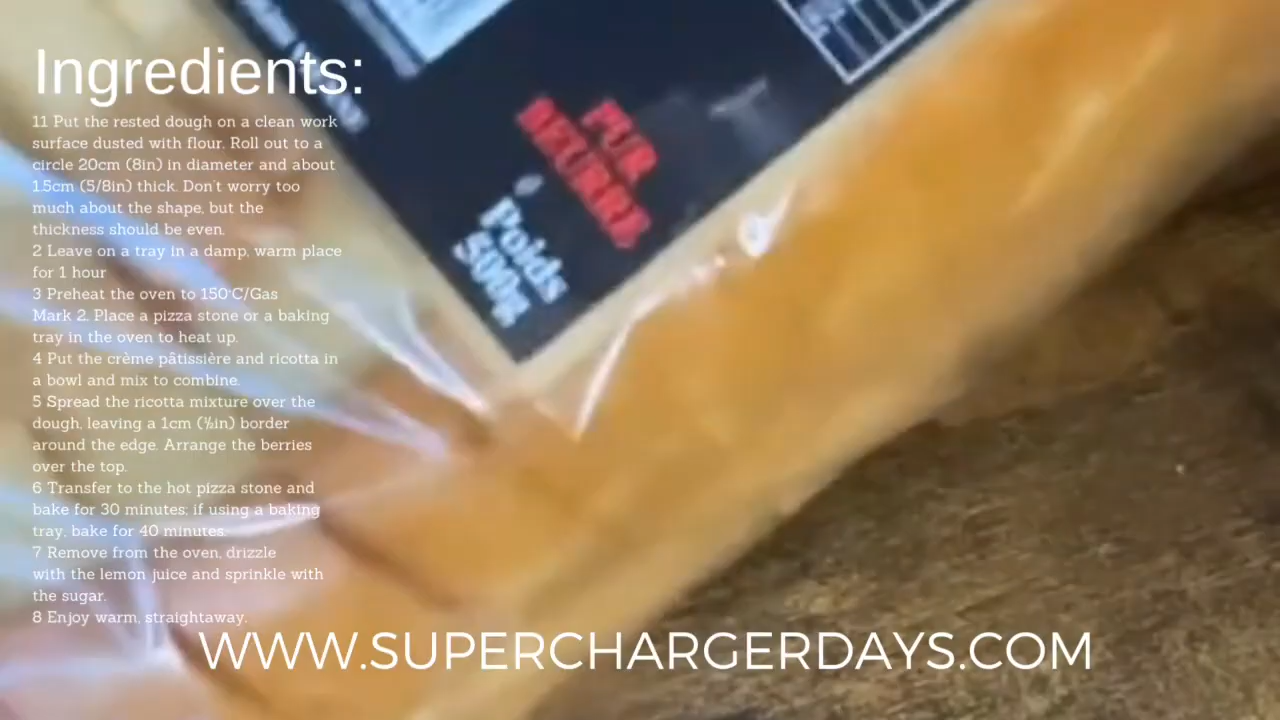 Ingredients:
11 Put the rested dough on a clean work
surface dusted with flour. Roll out to a
circle 20cm (8in) in diameter and about
1.5cm (5/8in) thick. Don't worry too
much about the shape, but the
thickness should be even.
2 Leave on a tray in a damp, warm place
for 1 hour
3 Preheat the oven to 150°C/Gas
Mark 2. Place a pizza stone or a baking
tray in the oven to heat up.
4 Put the crème pâtissière and ricotta in
a bowl and mix to combine.
5 Spread the ricotta mixture over the
dough, leaving a 1cm (½in) border
around the edge. Arrange the berries
over the top.
6 Transfer to the hot pizza stone and
bake for 30 minutes; if using a baking
tray, bake for 40 minutes.
7 Remove from the oven, drizzle
with the lemon juice and sprinkle with
the sugar.
8 Enjoy warm, straightaway.
PUR
BEURRE
Poids
500g
WWW.SUPERCHARGERDAYS.COM